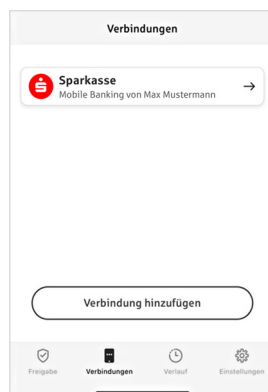 Verbindungen
Sparkasse
Mobile Banking von Max Mustermann
Verbindung hinzufügen
Freigabe
Verbindungen
Verlauf
Einstellungen